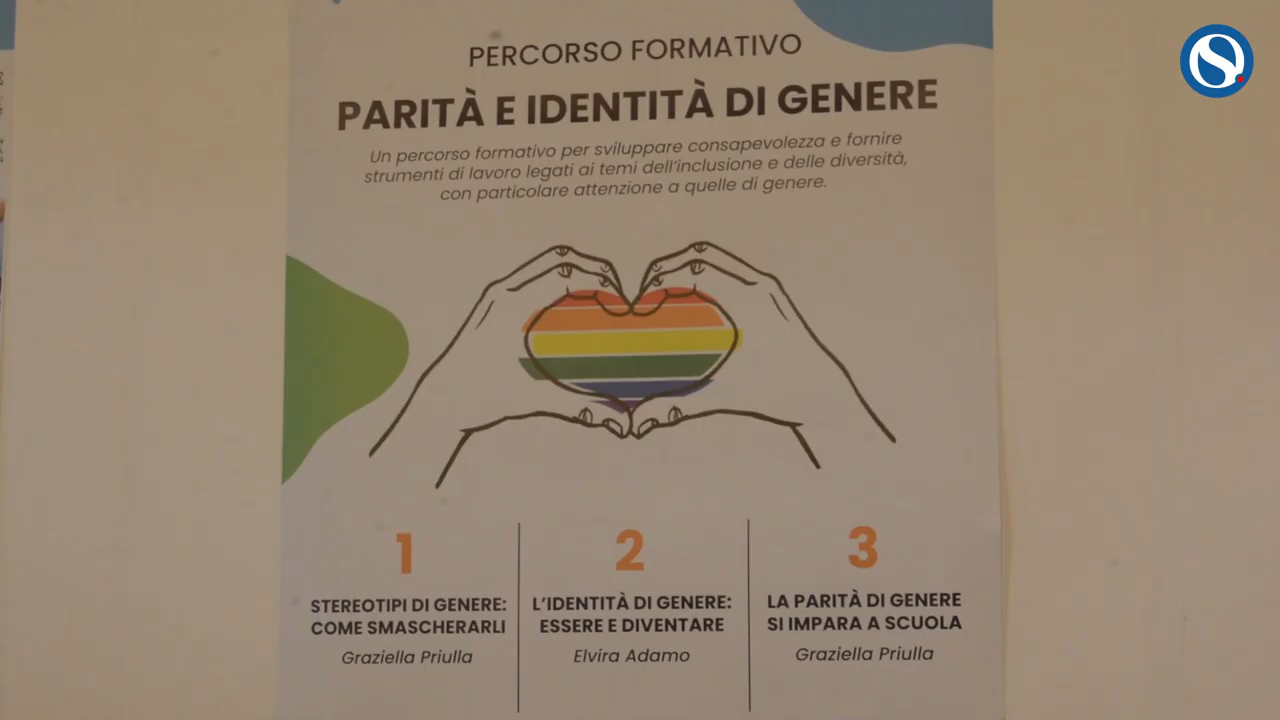 PERCORSO FORMATIVO
PARITÀ E IDENTITÀ DI GENERE
Un percorso formativo per sviluppare consapevolezza e fornire
strumenti di lavoro legati ai temi dell'inclusione e delle diversità,
con particolare attenzione a quelle di genere.
1
STEREOTIPI DI GENERE:
COME SMASCHERARLI
Graziella Priulla
2
L'IDENTITÀ DI GENERE:
ESSERE E DIVENTARE
Elvira Adamo
3
LA PARITÀ DI GENERE
SI IMPARA A SCUOLA
Graziella Priulla
S